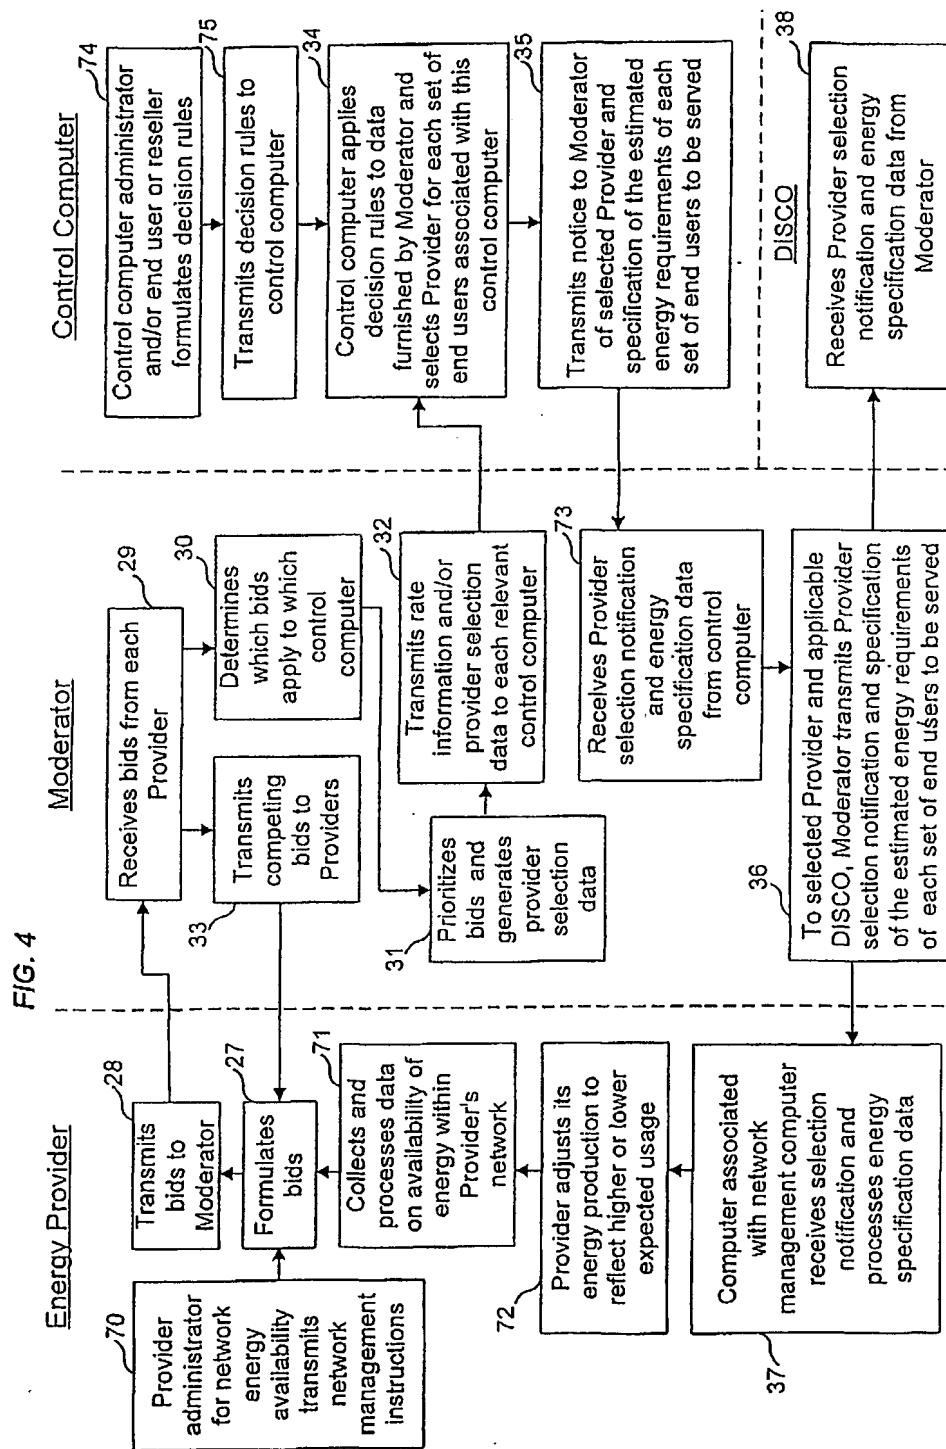 FIG. 4
Energy Provider
70
Provider
administrator
for network
energy
availability
transmits
network
management
instructions
28
Transmits
bids to
Moderator
27
Formulates
bids
71
Collects and
processes data
on availability of
energy within
Provider's
network
72
Provider adjusts its
energy production to
reflect higher or lower
expected usage
37
Computer associated
with network
management computer
receives selection
notification and
processes energy
specification data
Moderator
29
Receives bids from each
Provider
33
Transmits
competing
bids to
Providers
30
Determines
which bids
apply to which
control
computer
31
Prioritizes
bids and
generates
provider
selection
data
32
Transmits rate
information and/or
provider selection
data to each relevant
control computer
73
Receives Provider
selection notification
and energy
specification data
from control
computer
36
To selected Provider and applicable
DISCO, Moderator transmits Provider
selection notification and specification
of the estimated energy requirements
of each set of end users to be served
Control Computer
74
Control computer administrator
and/or end user or reseller
formulates decision rules
75
Transmits decision rules to
control computer
34
Control computer applies
decision rules to data
furnished by Moderator and
selects Provider for each set of
end users associated with this
control computer
35
Transmits notice to Moderator
of selected Provider and
specification of the estimated
energy requirements of each
set of end users to be served
DISCO
38
Receives Provider selection
notification and energy
specification data from
Moderator